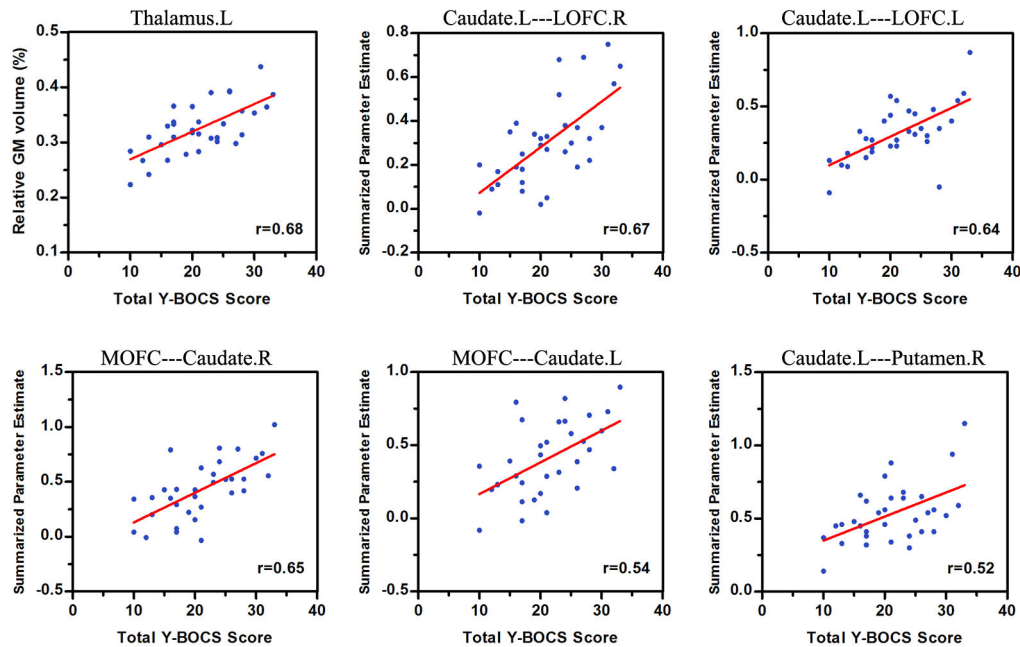 Thalamus.L
Relative GM volume (%)
0.5
0.4
0.3
0.2
0.1
r=0.68
0 10 20 30 40
Total Y-BOCS Score
Caudate.L---LOFC.R
Summarized Parameter Estimate
0.8
0.6
0.4
0.2
0.0
-0.2
r=0.67
0 10 20 30 40
Total Y-BOCS Score
Caudate.L---LOFC.L
Summarized Parameter Estimate
1.0
0.5
0.0
-0.5
r=0.64
0 10 20 30 40
Total Y-BOCS Score
MOFC---Caudate.R
Summarized Parameter Estimate
1.5
1.0
0.5
0.0
-0.5
r=0.65
0 10 20 30 40
Total Y-BOCS Score
MOFC---Caudate.L
Summarized Parameter Estimate
1.0
0.5
0.0
-0.5
r=0.54
0 10 20 30 40
Total Y-BOCS Score
Caudate.L---Putamen.R
Summarized Parameter Estimate
1.5
1.0
0.5
0.0
r=0.52
0 10 20 30 40
Total Y-BOCS Score